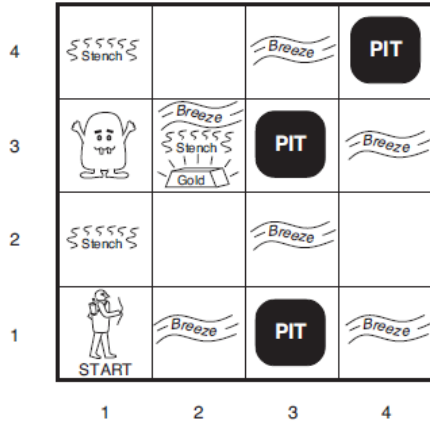 4
Stench
Breeze
PIT
3
Breeze
Stench
Gold
PIT
Breeze
2
Stench
Breeze
1
START
Breeze
PIT
Breeze
1 2 3 4